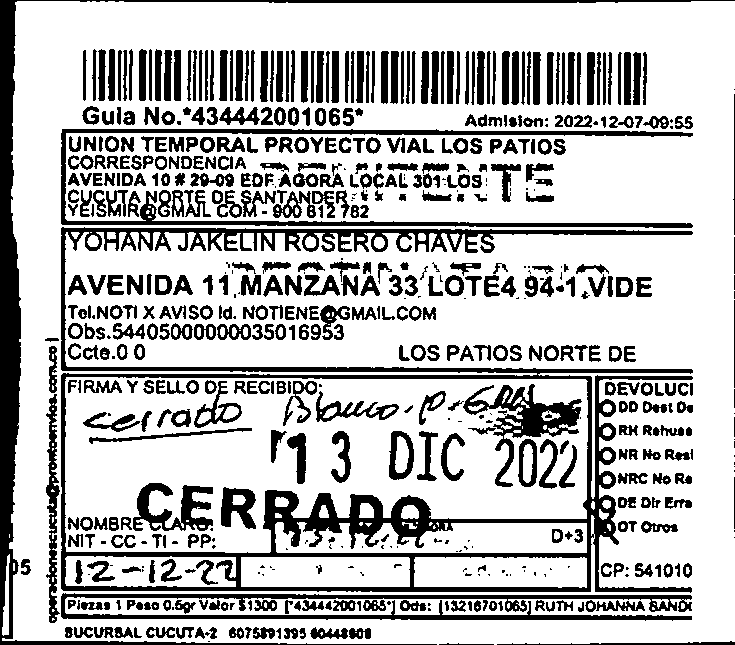 Guia No.*434442001065*
Admision: 2022-12-07-09:55
UNION TEMPORAL PROYECTO VIAL LOS PATIOS
CORRESPONDENCIA
AVENIDA 10 # 29-09 EDF AGORA LOCAL 301 LOS
CUCUTA NORTE DE SANTANDER
YEISMIR@GMAIL COM - 900 812 782
YOHANA JAKELIN ROSERO CHAVES
AVENIDA 11 MANZANA 33 LOTE4 94-1 VIDE
Tel.NOTI X AVISO Id. NOTIENE@GMAIL.COM
Obs.54405000000035016953
Ccte.0 0
LOS PATIOS NORTE DE
operacionescucuta@prontoenvios.com.co |
FIRMA Y SELLO DE RECIBIDO:
cerrado Blanco. P.
13 DIC 2022
CERRADO
NOMBRE CLARO:
NIT - CC - TI - PP:
D+3
12-12-22
DEVOLUCI
DD Dest De
RH Rehusa
NR No Resi
NRC No Re
DE Dir Erra
OT Otros
CP: 541010
05
Piezas 1 Peso 0.5gr Valor $1300 [*434442001065*] Ods: [13216701065] RUTH JOHANNA SAND
SUCURSAL CUCUTA-2 6075891395 60448608